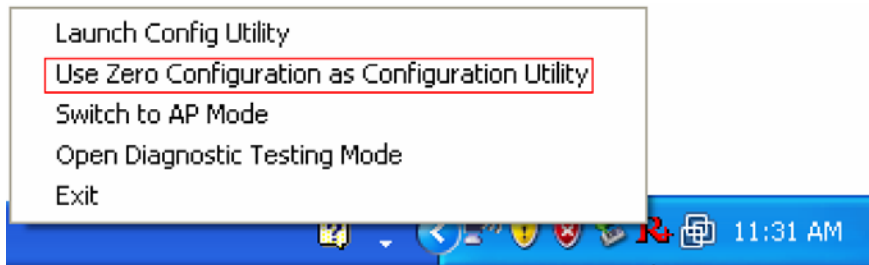 Launch Config Utility
Use Zero Configuration as Configuration Utility
Switch to AP Mode
Open Diagnostic Testing Mode
Exit
11:31 AM